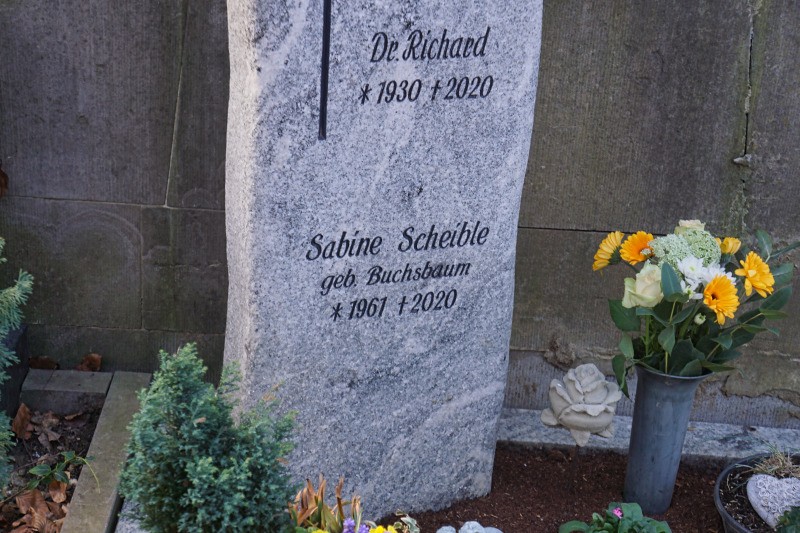 Dr. Richard
* 1930 † 2020
Sabine Scheible
geb. Buchsbaum
* 1961 † 2020